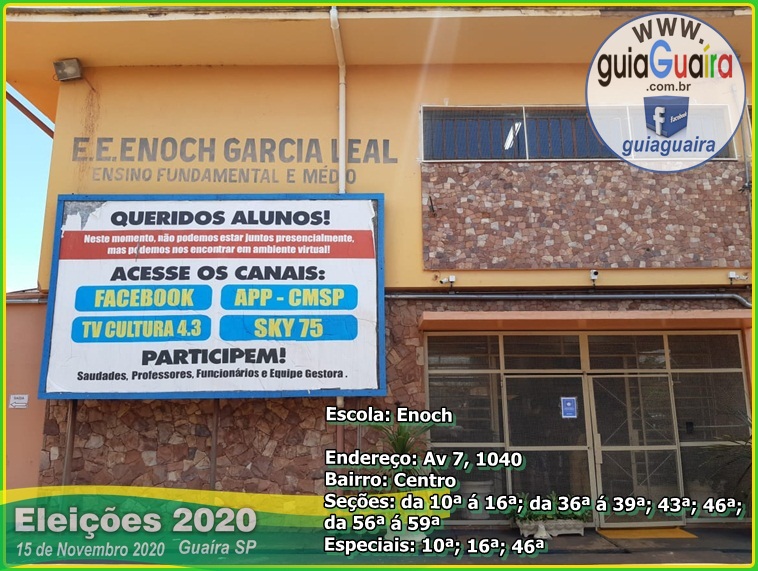 www.
guiaGuaíra
.com.br
Facebook
guiaguaira
E.E.ENOCH GARCIA LEAL
ENSINO FUNDAMENTAL E MÉDIO
QUERIDOS ALUNOS!
Neste momento, não podemos estar juntos presencialmente,
mas podemos nos encontrar em ambiente virtual!
ACESSE OS CANAIS:
FACEBOOK APP - CMSP
TV CULTURA 4.3 SKY 75
PARTICIPEM!
Saudades, Professores, Funcionários e Equipe Gestora .
Escola: Enoch
Endereço: Av 7, 1040
Bairro: Centro
Seções: da 10ª á 16ª; da 36ª á 39ª; 43ª; 46ª;
da 56ª á 59ª
Especiais: 10ª; 16ª; 46ª
Eleições 2020
15 de Novembro 2020 Guaíra SP